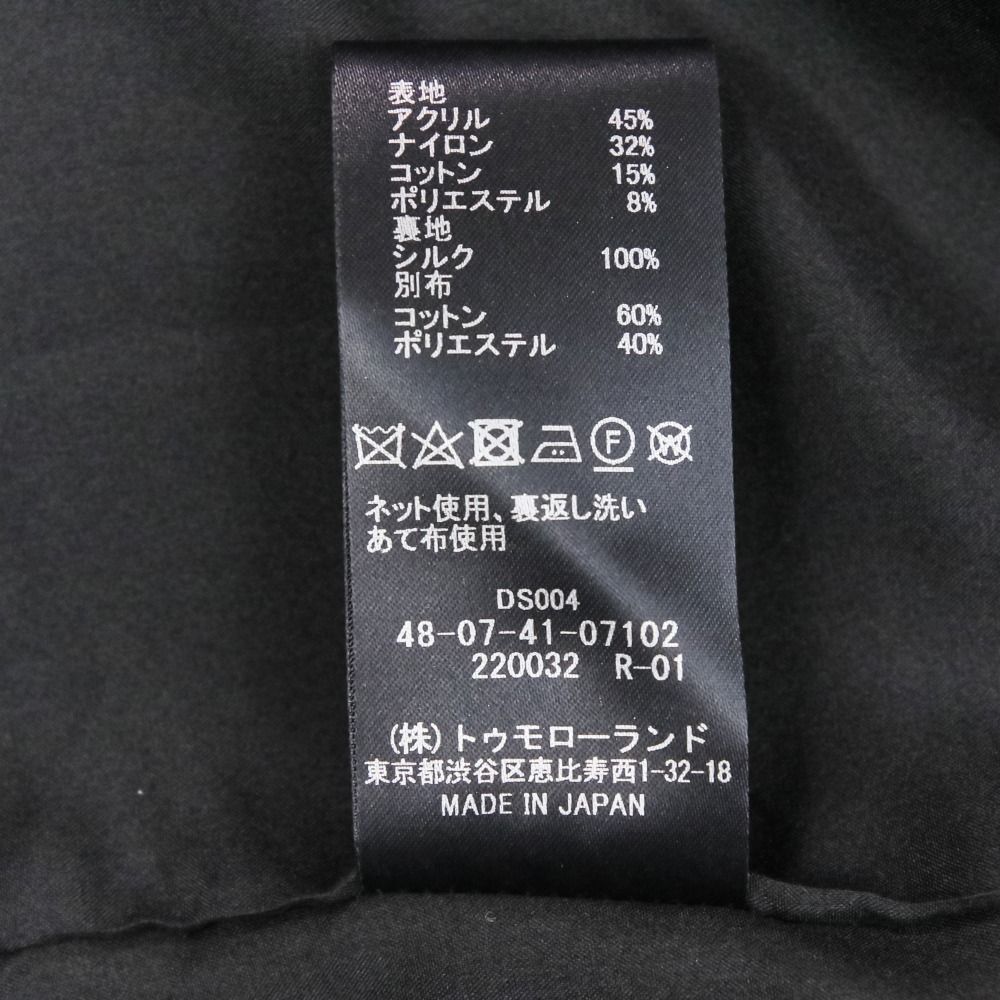 表地
アクリル 45%
ナイロン 32%
コットン 15%
ポリエステル 8%
裏地
シルク 100%
別布
コットン 60%
ポリエステル 40%
F W
ネット使用、裏返し洗い
あて布使用
DS004
48-07-41-07102
220032 R-01
(株)トゥモローランド
東京都渋谷区恵比寿西1-32-18
MADE IN JAPAN